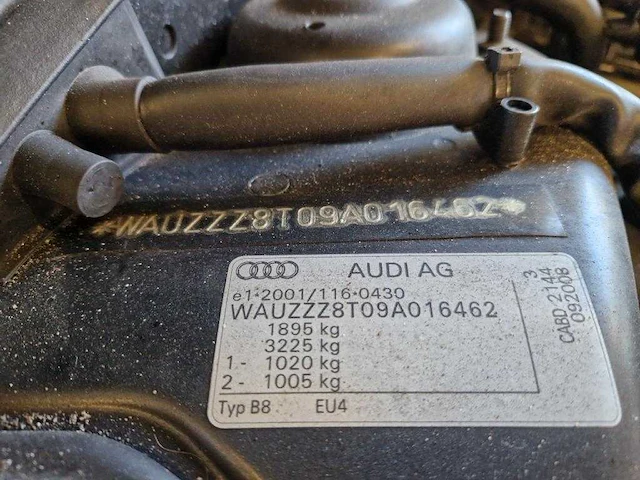 *WAUZZZ8T09A016462*
AUDI AG
e1*2001/116*0430
WAUZZZ8T09A016462
1895 kg
3225 kg
1- 1020 kg
2- 1005 kg
Typ B8 EU4
3
CABD 2144
092008